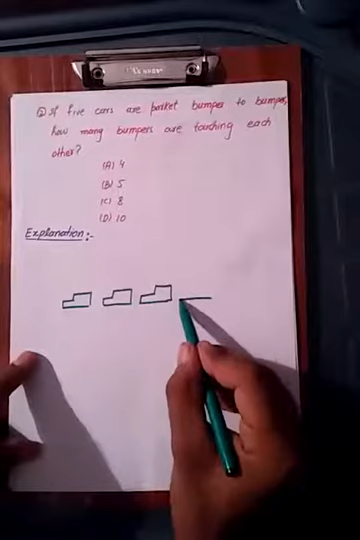 Q If five cars are parket bumper to bumper,
how many bumpers are touching each
other?
(A) 4
(B) 5
(C) 8
(D) 10
Explanation:-